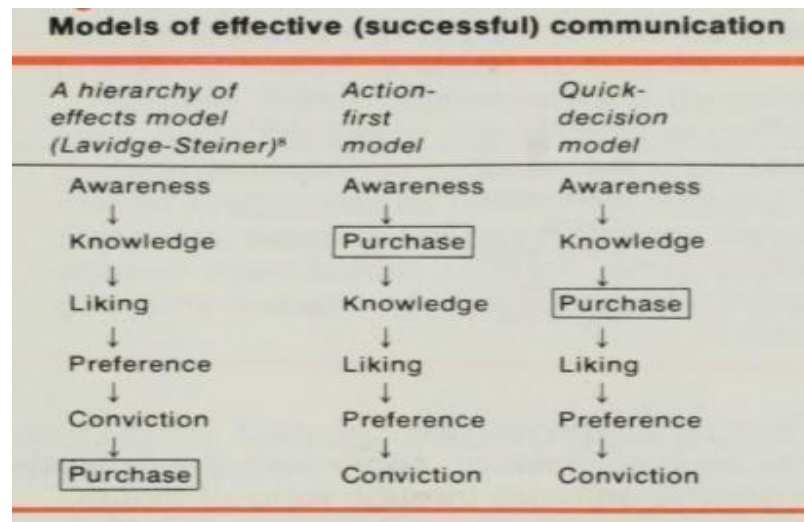 Models of effective (successful) communication
A hierarchy of effects model (Lavidge-Steiner)⁸
Action-first model
Quick-decision model
Awareness Awareness Awareness
↓ ↓ ↓
Knowledge Purchase Knowledge
↓ ↓ ↓
Liking Knowledge Purchase
↓ ↓ ↓
Preference Liking Liking
↓ ↓ ↓
Conviction Preference Preference
↓ ↓ ↓
Purchase Conviction Conviction